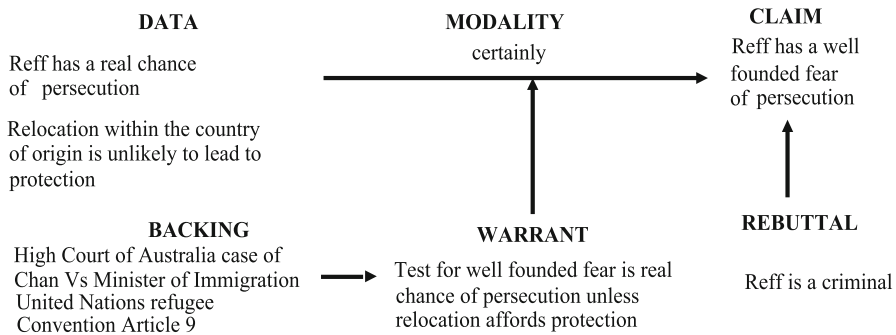 DATA
Reff has a real chance
of persecution
Relocation within the country
of origin is unlikely to lead to
protection
MODALITY
certainly
CLAIM
Reff has a well
founded fear
of persecution
BACKING
High Court of Australia case of
Chan Vs Minister of Immigration
United Nations refugee
Convention Article 9
WARRANT
Test for well founded fear is real
chance of persecution unless
relocation affords protection
REBUTTAL
Reff is a criminal